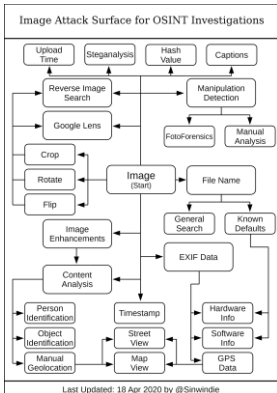 Image Attack Surface for OSINT Investigations
Upload
Time
Steganalysis
Hash
Value
Captions
Reverse Image
Search
Manipulation
Detection
Google Lens
FotoForensics
Manual
Analysis
Crop
Rotate
Flip
Image
(Start)
File Name
Image
Enhancements
General
Search
Known
Defaults
Content
Analysis
EXIF Data
Person
Identification
Timestamp
Hardware
Info
Object
Identification
Street
View
Software
Info
Manual
Geolocation
Map
View
GPS
Data
Last Updated: 18 Apr 2020 by @Sinwindie